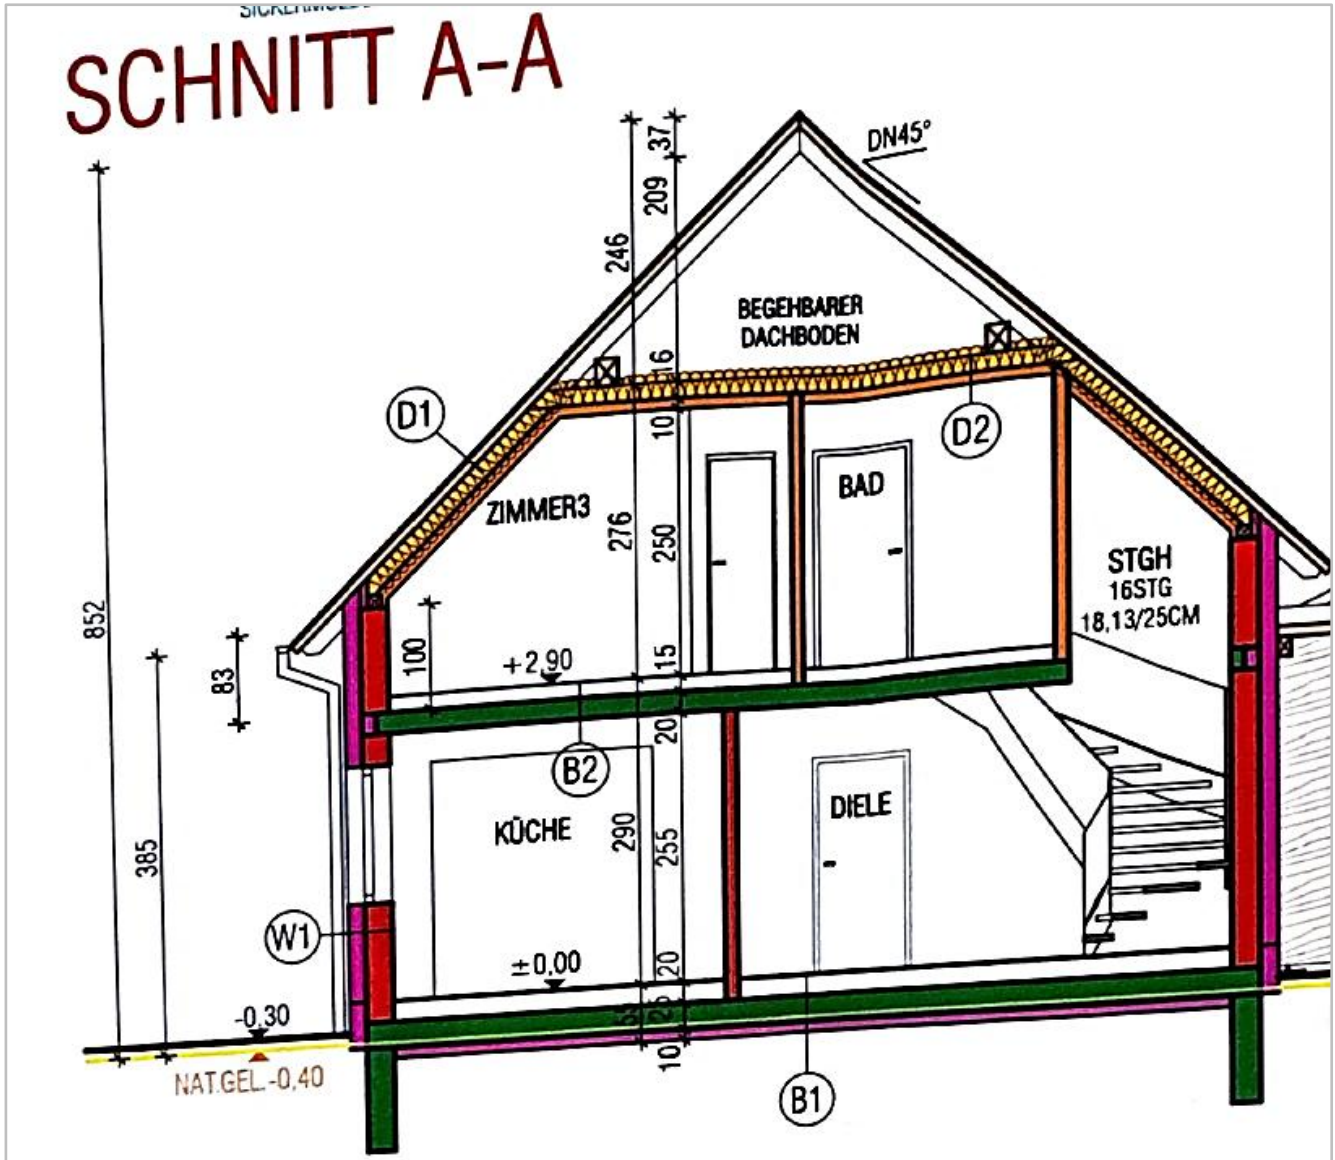 SCHNITT A-A
DN45°
37
209
246
BEGEHBARER
DACHBODEN
16
D1
10
D2
ZIMMER3
BAD
276
250
STGH
16STG
18,13/25CM
852
83
100
+2,90
15
20
B2
KÜCHE
DIELE
290
255
385
W1
±0,00
20
-0.30
10
NAT.GEL.-0,40
B1